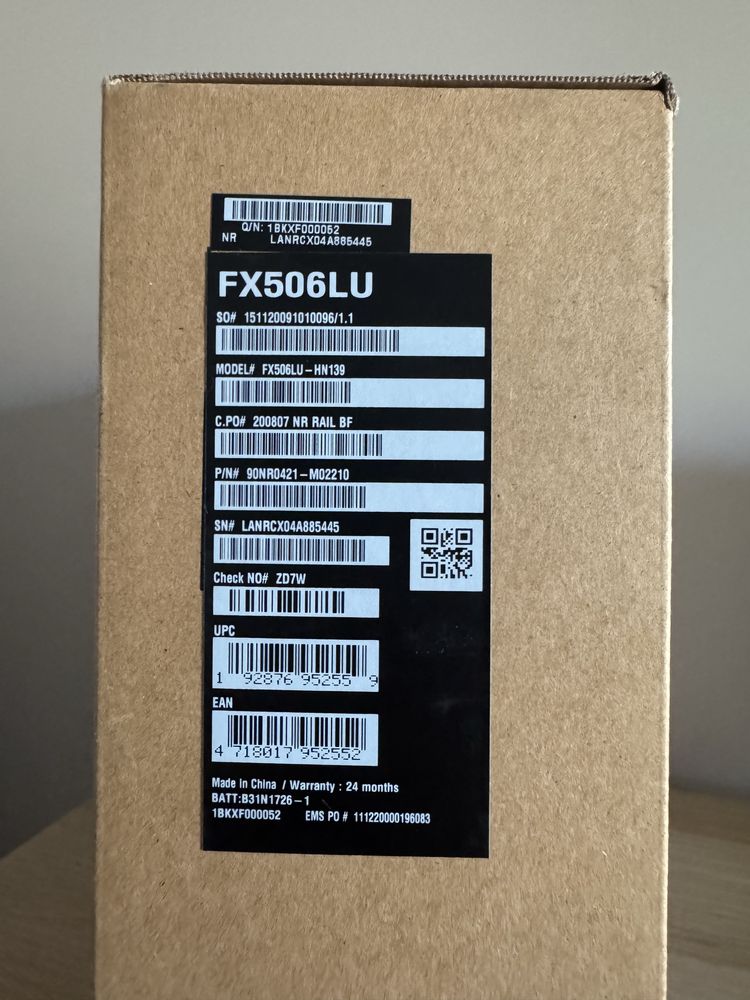 Q/N: 1BKXF000052
NR LANRCX04A885445
FX506LU
SO# 151120091010096/1.1
MODEL# FX506LU-HN139
C.PO# 200807 NR RAIL BF
P/N# 90NR0421-M02210
SN# LANRCX04A885445
Check NO# ZD7W
UPC
1 92876 95255 9
EAN
4 718017 952552
Made in China / Warranty : 24 months
BATT:B31N1726-1
1BKXF000052 EMS PO # 111220000196083